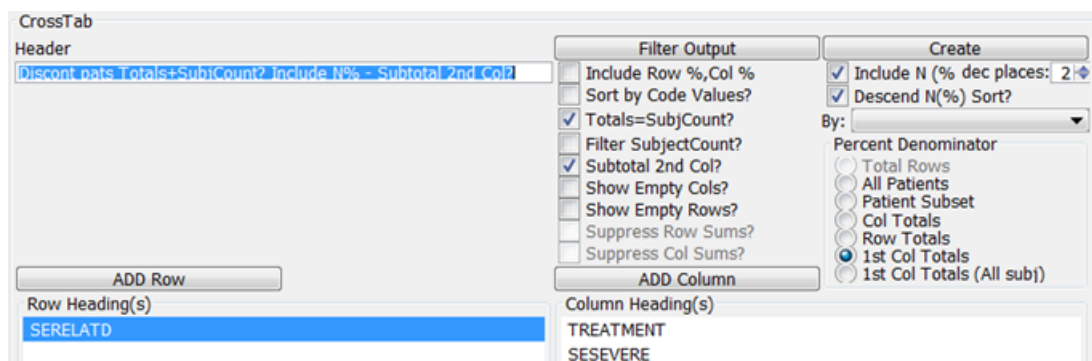 CrossTab
Header
Discont pats Totals+SubjCount? Include N% - Subtotal 2nd Col?
Filter Output
Include Row %,Col %
Sort by Code Values?
Totals=SubjCount?
Filter SubjectCount?
Subtotal 2nd Col?
Show Empty Cols?
Show Empty Rows?
Suppress Row Sums?
Suppress Col Sums?
Create
Include N (% dec places: 2
Descend N(%) Sort?
By:
Percent Denominator
Total Rows
All Patients
Patient Subset
Col Totals
Row Totals
1st Col Totals
1st Col Totals (All subj)
ADD Row
ADD Column
Row Heading(s)
SERELATD
Column Heading(s)
TREATMENT
SESEVERE